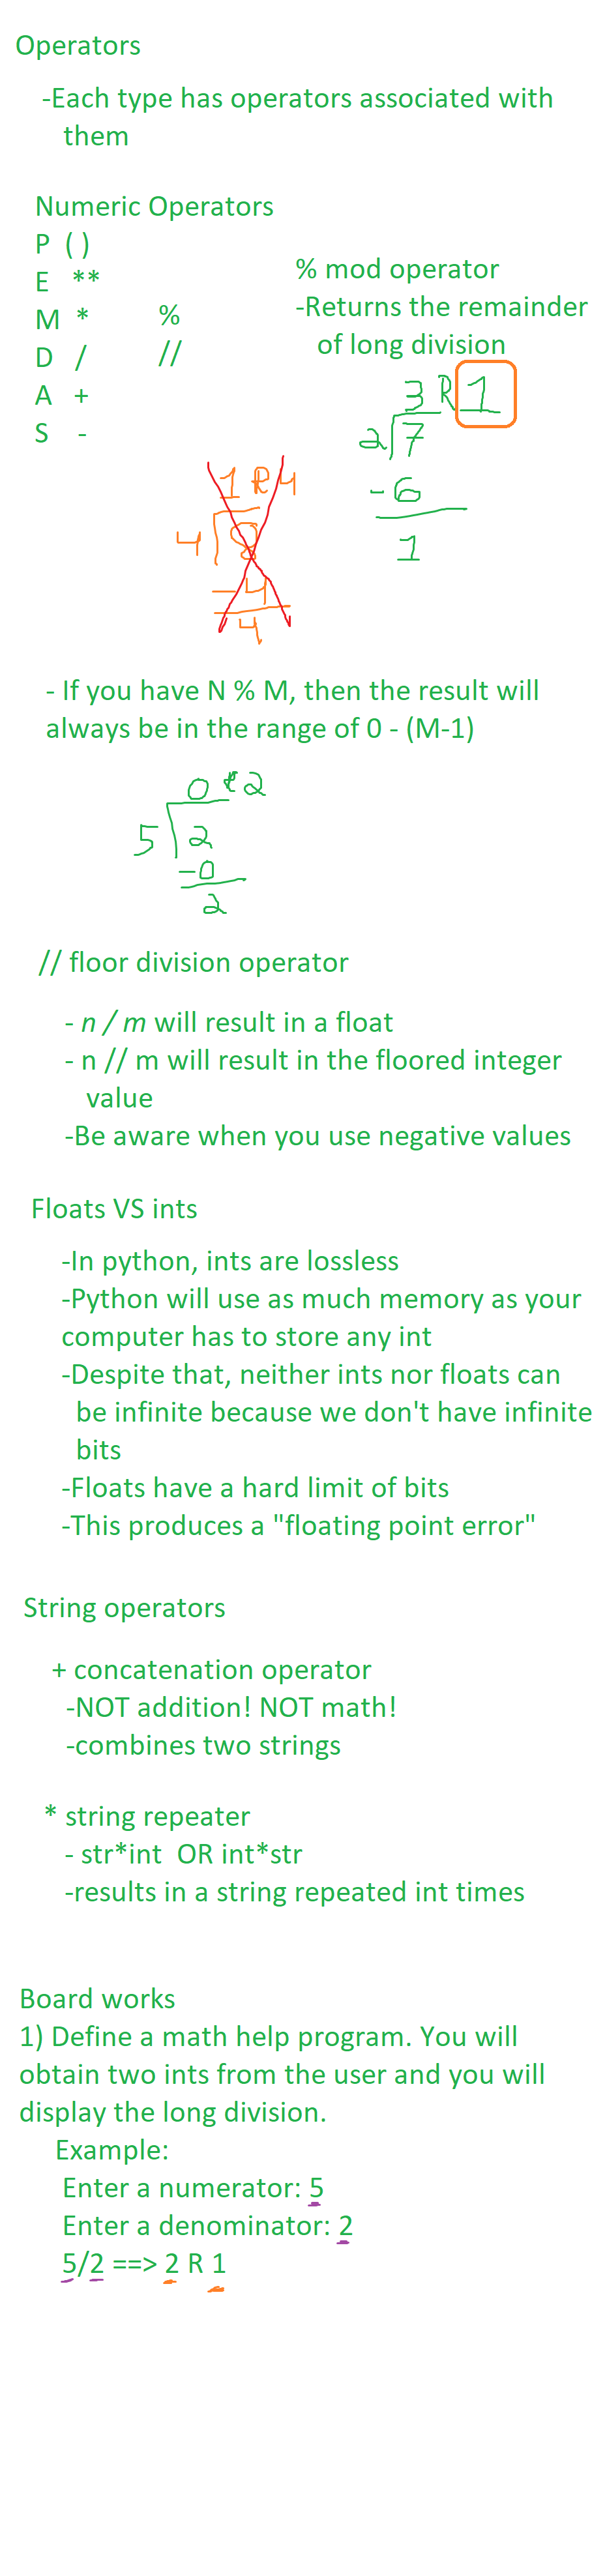 Operators
-Each type has operators associated with
them
Numeric Operators
P ( )
E **
M * %
D / //
A +
S -
% mod operator
-Returns the remainder
of long division
3 R 1
2 7
-6
1
1 R 4
4 8
-4
4
- If you have N % M, then the result will
always be in the range of 0 - (M-1)
0 R 2
5 2
-0
2
// floor division operator
- n / m will result in a float
- n // m will result in the floored integer
value
-Be aware when you use negative values
Floats VS ints
-In python, ints are lossless
-Python will use as much memory as your
computer has to store any int
-Despite that, neither ints nor floats can
be infinite because we don't have infinite
bits
-Floats have a hard limit of bits
-This produces a "floating point error"
String operators
+ concatenation operator
-NOT addition! NOT math!
-combines two strings
* string repeater
- str*int OR int*str
-results in a string repeated int times
Board works
1) Define a math help program. You will
obtain two ints from the user and you will
display the long division.
Example:
Enter a numerator: 5
Enter a denominator: 2
5/2 ==> 2 R 1